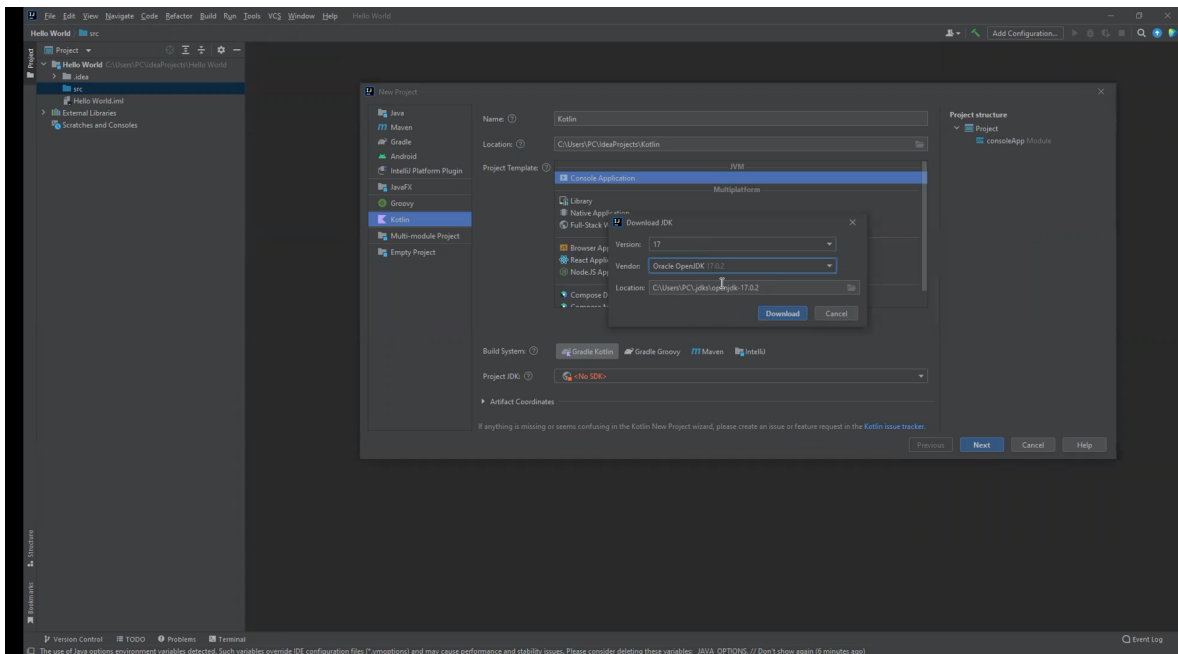 File Edit View Navigate Code Refactor Build Run Tools VCS Window Help Hello World
Hello World src
Add Configuration...
Project
Project
Hello World C:\Users\PC\IdeaProjects\Hello World
.idea
src
Hello World.iml
External Libraries
Scratches and Consoles
New Project
Java
Maven
Gradle
Android
IntelliJ Platform Plugin
JavaFX
Groovy
Kotlin
Multi-module Project
Empty Project
Name: Kotlin
Location: C:\Users\PC\IdeaProjects\Kotlin
Project Template:
JVM
Console Application
Multiplatform
Library
Native Application
Full-Stack
Browser
React
Node.JS
Compose
Download JDK
Version: 17
Vendor: Oracle OpenJDK 17.0.2
Location: C:\Users\PC\.jdks\openjdk-17.0.2
Download Cancel
Build System: Gradle Kotlin Gradle Groovy Maven IntelliJ
Project JDK: <No SDK>
Artifact Coordinates
If anything is missing or seems confusing in the Kotlin New Project wizard, please create an issue or feature request in the Kotlin issue tracker.
Project structure
Project
consoleApp Module
Previous Next Cancel Help
Structure
Bookmarks
Version Control TODO Problems Terminal
Event Log
The use of Java options environment variables detected. Such variables override IDE configuration files (*.vmoptions) and may cause performance and stability issues. Please consider deleting these variables: _JAVA_OPTIONS. // Don't show again (6 minutes ago)